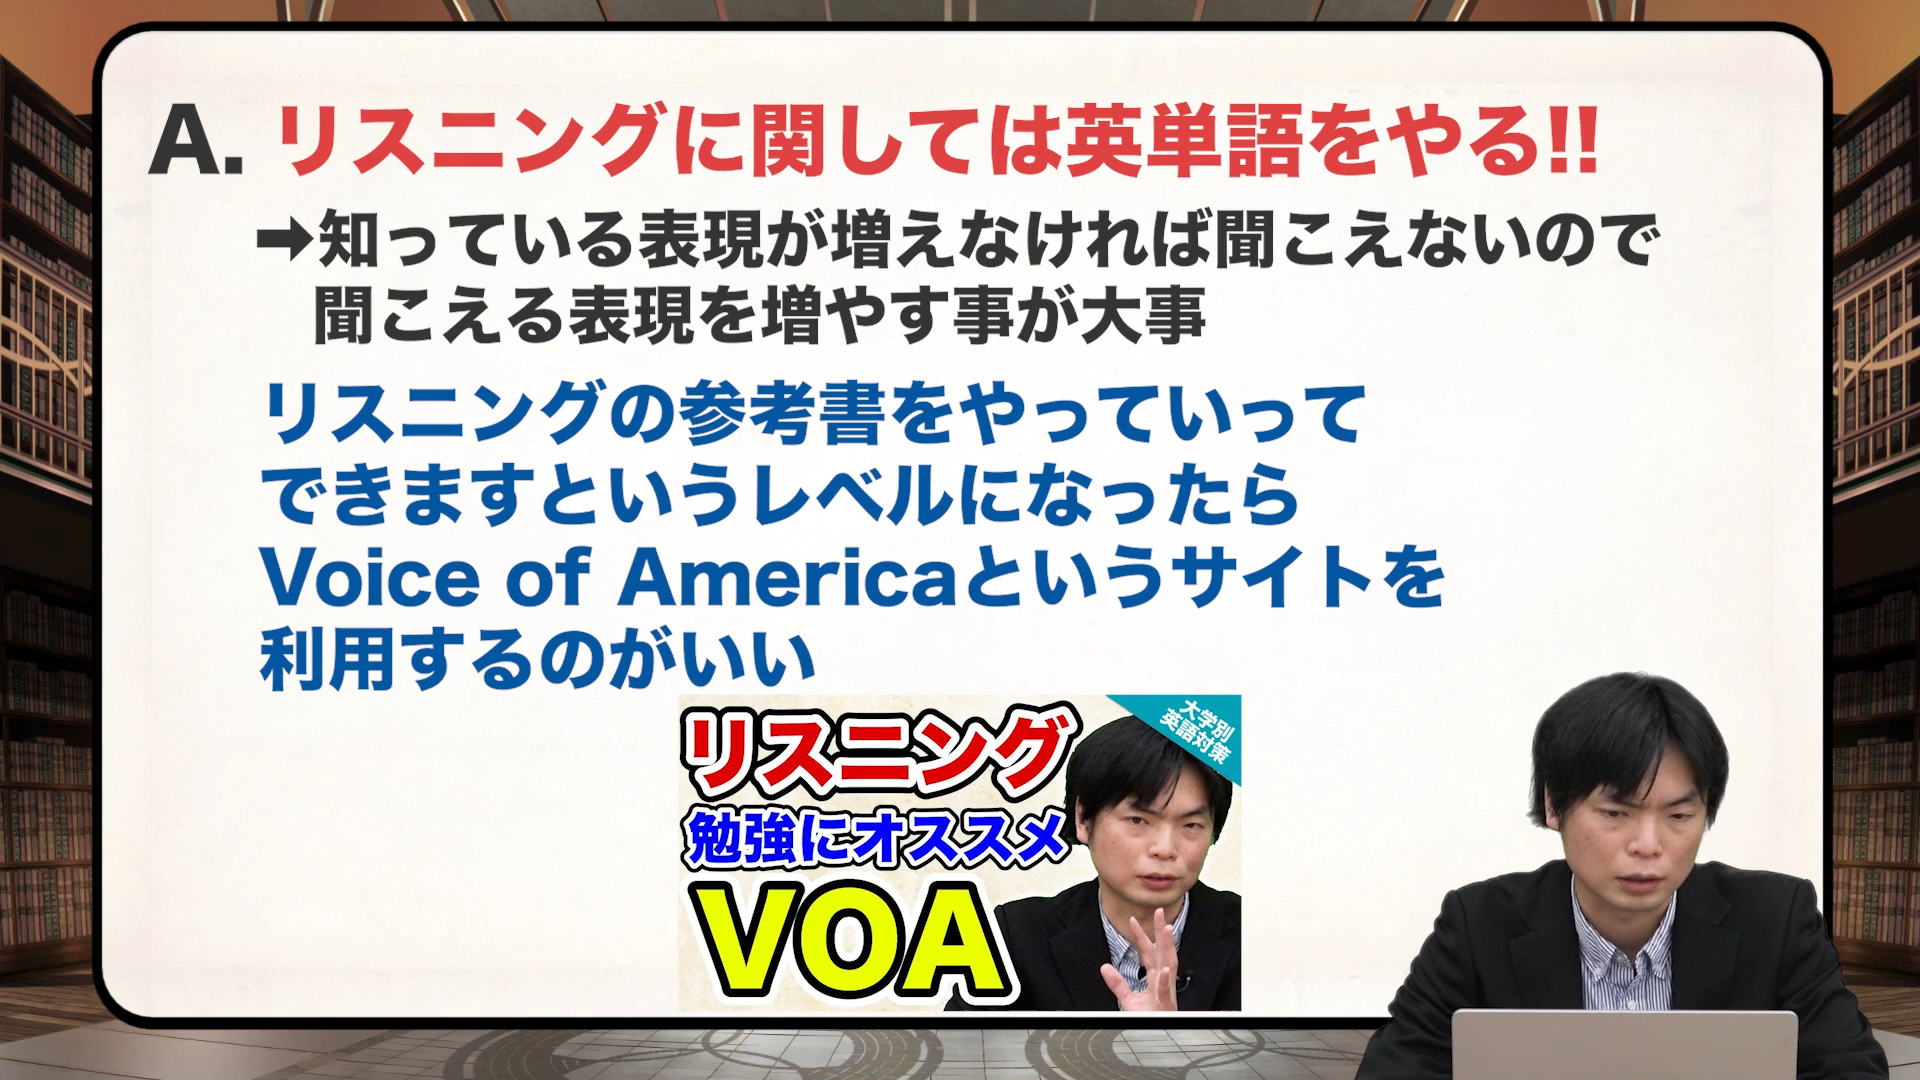 A. リスニングに関しては英単語をやる!!
➡知っている表現が増えなければ聞こえないので
聞こえる表現を増やす事が大事
リスニングの参考書をやっていって
できますというレベルになったら
Voice of Americaというサイトを
利用するのがいい
大学別
英語対策
リスニング
勉強にオススメ
VOA